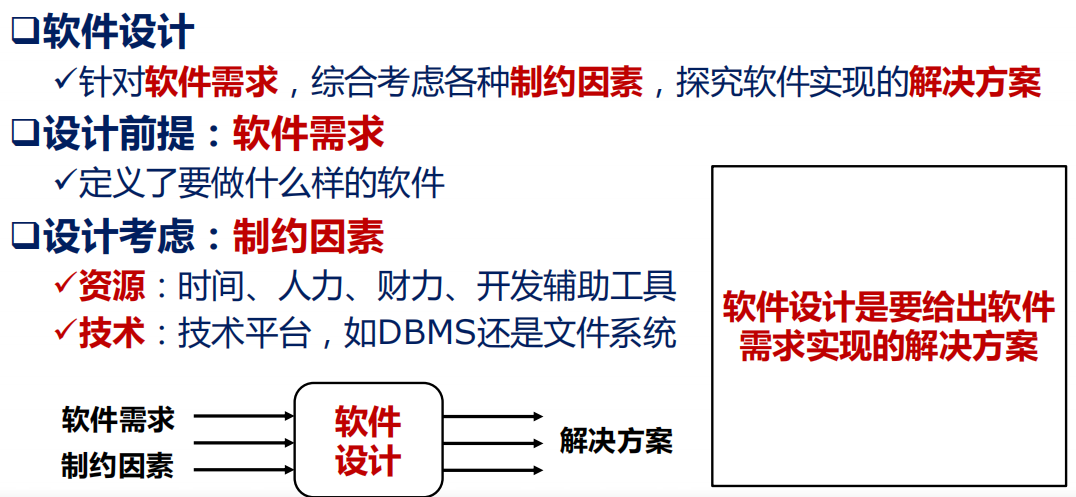 ❑软件设计
✓针对软件需求，综合考虑各种制约因素，探究软件实现的解决方案
❑设计前提：软件需求
✓定义了要做什么样的软件
❑设计考虑：制约因素
✓资源：时间、人力、财力、开发辅助工具
✓技术：技术平台，如DBMS还是文件系统
软件设计是要给出软件
需求实现的解决方案
软件需求
制约因素
软件
设计
解决方案